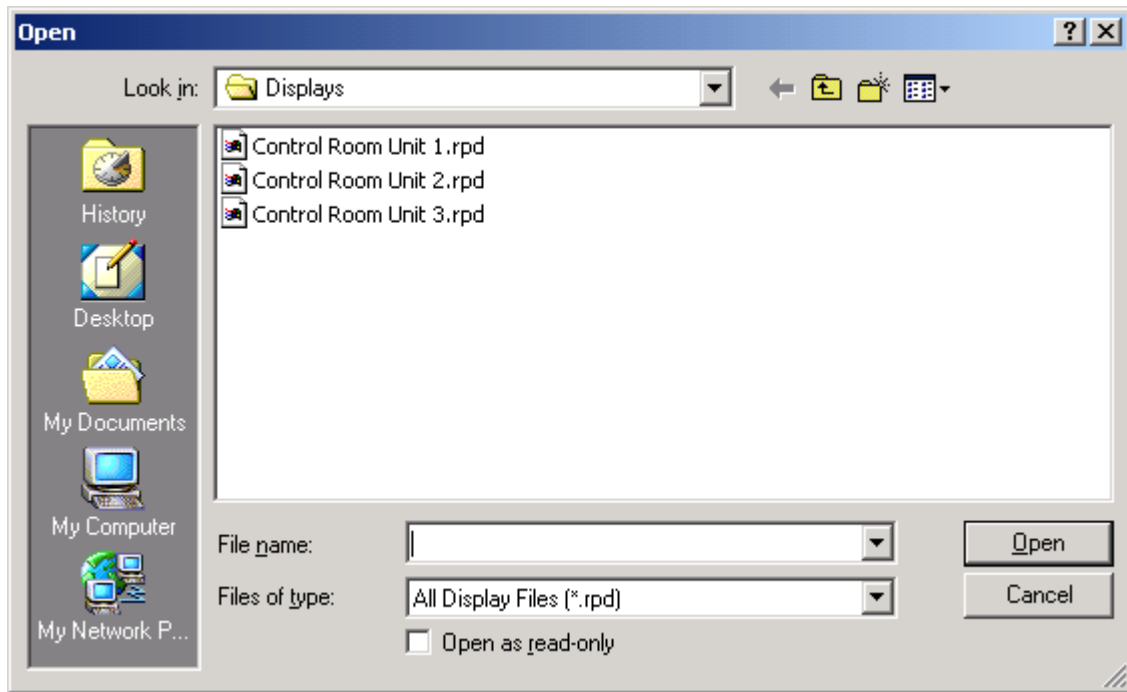 Open
Look in: Displays
History
Desktop
My Documents
My Computer
My Network P...
Control Room Unit 1.rpd
Control Room Unit 2.rpd
Control Room Unit 3.rpd
File name:
Open
Files of type: All Display Files (*.rpd)
Cancel
Open as read-only